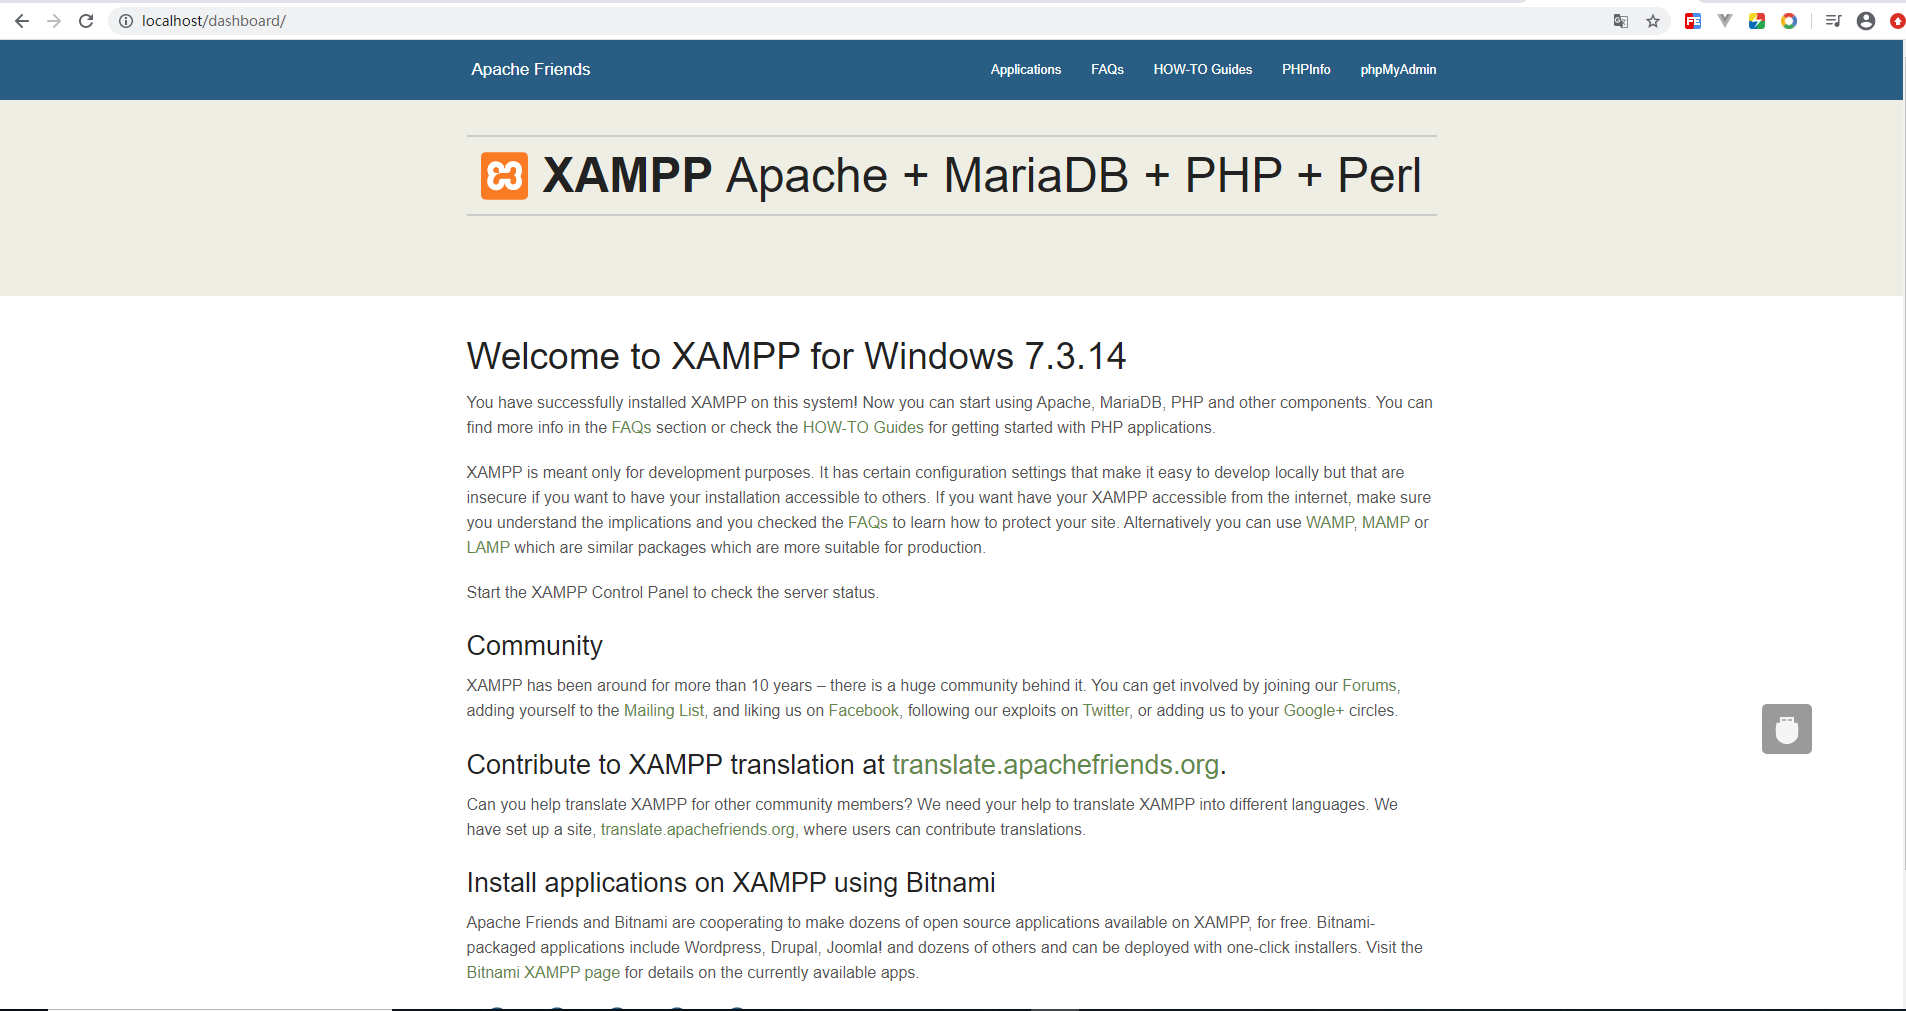 localhost/dashboard/
Apache Friends
Applications FAQs HOW-TO Guides PHPInfo phpMyAdmin
XAMPP Apache + MariaDB + PHP + Perl
Welcome to XAMPP for Windows 7.3.14
You have successfully installed XAMPP on this system! Now you can start using Apache, MariaDB, PHP and other components. You can
find more info in the FAQs section or check the HOW-TO Guides for getting started with PHP applications.
XAMPP is meant only for development purposes. It has certain configuration settings that make it easy to develop locally but that are
insecure if you want to have your installation accessible to others. If you want have your XAMPP accessible from the internet, make sure
you understand the implications and you checked the FAQs to learn how to protect your site. Alternatively you can use WAMP, MAMP or
LAMP which are similar packages which are more suitable for production.
Start the XAMPP Control Panel to check the server status.
Community
XAMPP has been around for more than 10 years – there is a huge community behind it. You can get involved by joining our Forums,
adding yourself to the Mailing List, and liking us on Facebook, following our exploits on Twitter, or adding us to your Google+ circles.
Contribute to XAMPP translation at translate.apachefriends.org.
Can you help translate XAMPP for other community members? We need your help to translate XAMPP into different languages. We
have set up a site, translate.apachefriends.org, where users can contribute translations.
Install applications on XAMPP using Bitnami
Apache Friends and Bitnami are cooperating to make dozens of open source applications available on XAMPP, for free. Bitnami-
packaged applications include Wordpress, Drupal, Joomla! and dozens of others and can be deployed with one-click installers. Visit the
Bitnami XAMPP page for details on the currently available apps.